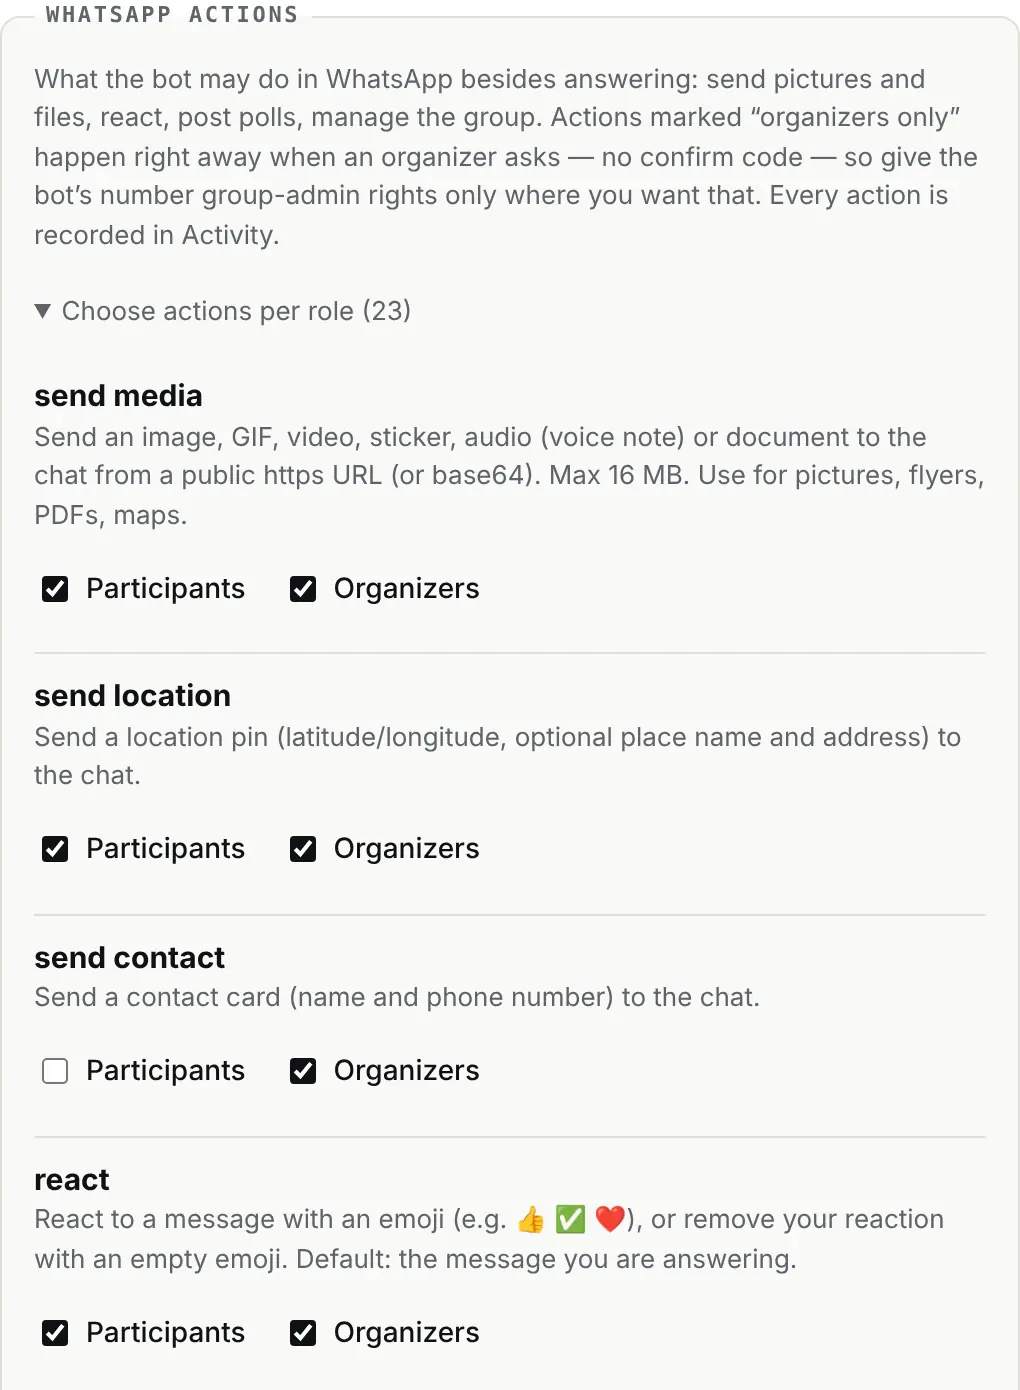 WHATSAPP ACTIONS
What the bot may do in WhatsApp besides answering: send pictures and
files, react, post polls, manage the group. Actions marked “organizers only”
happen right away when an organizer asks — no confirm code — so give the
bot’s number group-admin rights only where you want that. Every action is
recorded in Activity.
▼ Choose actions per role (23)
send media
Send an image, GIF, video, sticker, audio (voice note) or document to the
chat from a public https URL (or base64). Max 16 MB. Use for pictures, flyers,
PDFs, maps.
Participants Organizers
send location
Send a location pin (latitude/longitude, optional place name and address) to
the chat.
Participants Organizers
send contact
Send a contact card (name and phone number) to the chat.
Participants Organizers
react
React to a message with an emoji (e.g. 👍 ✅ ❤️), or remove your reaction
with an empty emoji. Default: the message you are answering.
Participants Organizers